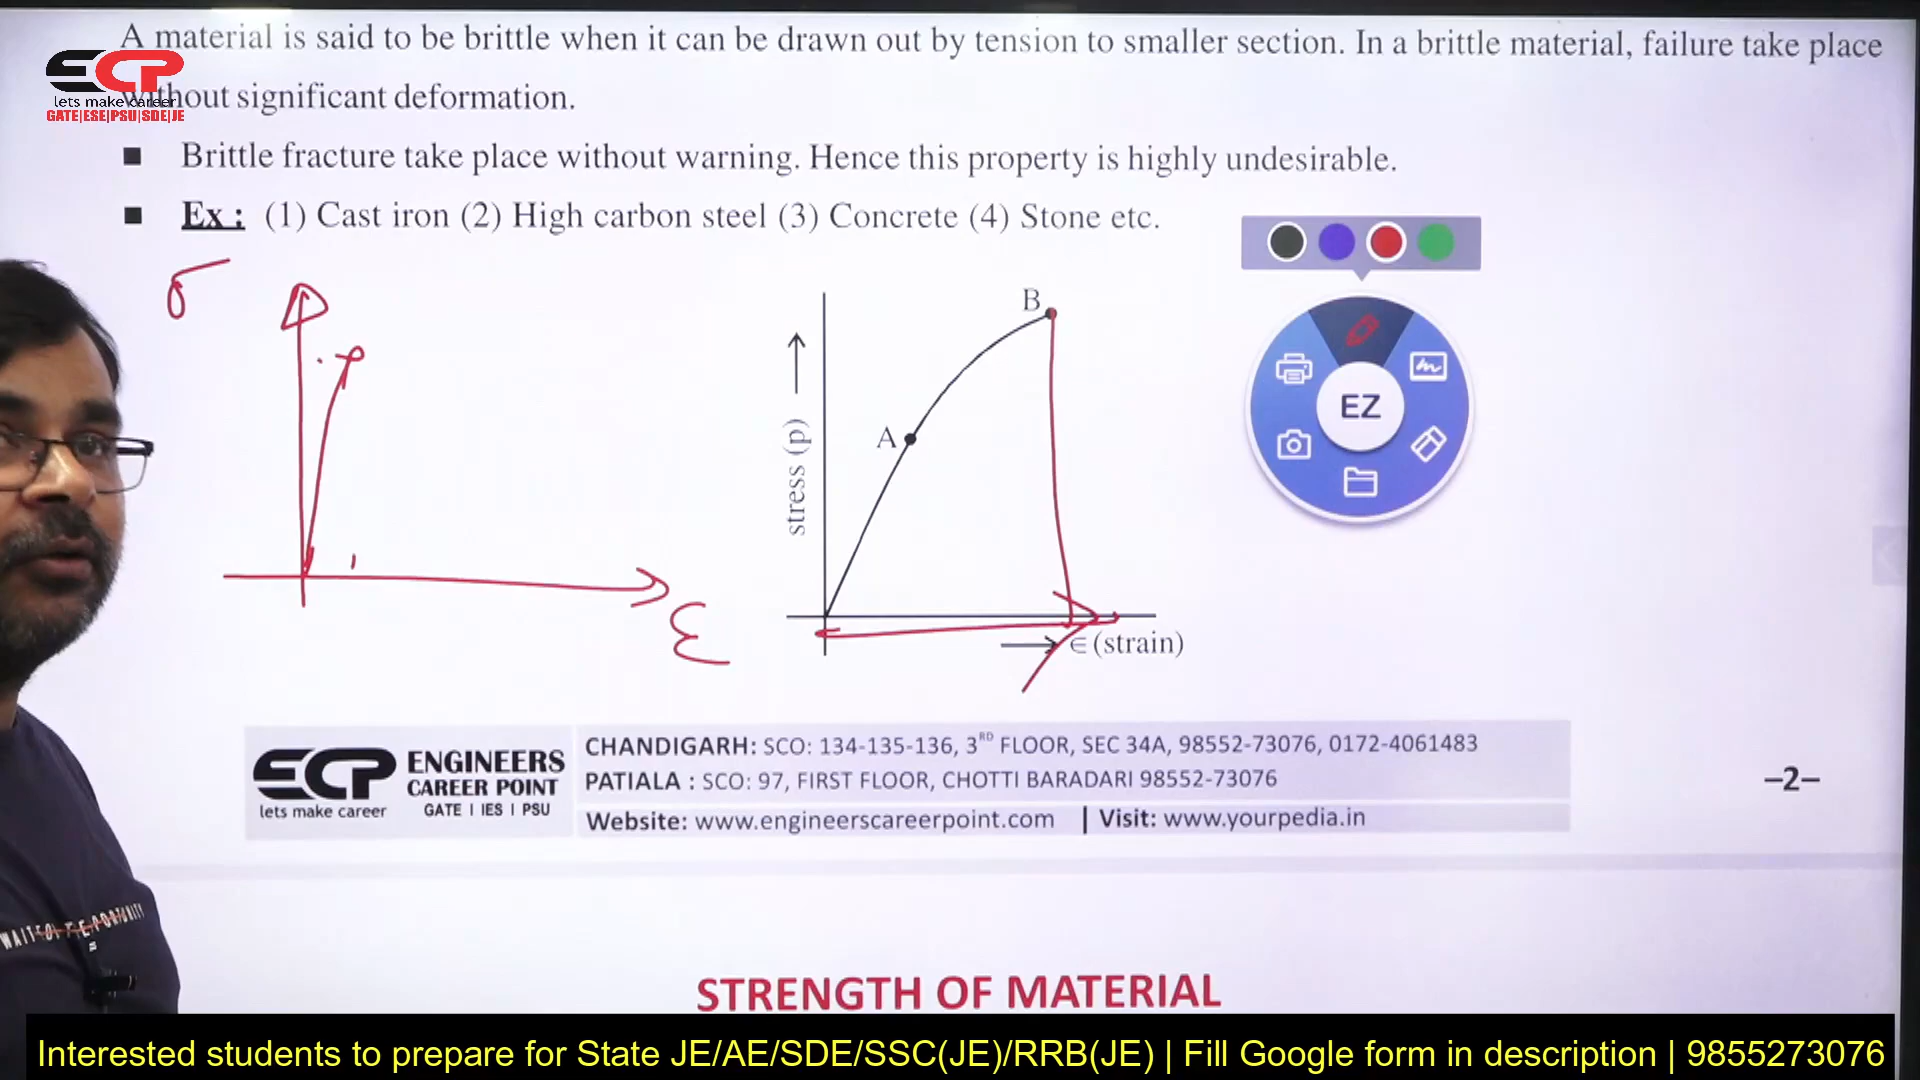 A material is said to be brittle when it can be drawn out by tension to smaller section. In a brittle material, failure take place
without significant deformation.
ECP
lets make career
GATE|ESE|PSU|SDE|JE
■ Brittle fracture take place without warning. Hence this property is highly undesirable.
■ Ex : (1) Cast iron (2) High carbon steel (3) Concrete (4) Stone etc.
σ
B
A
EZ
stress (p)
ε
∈ (strain)
ECP ENGINEERS
CAREER POINT
lets make career GATE I IES I PSU
CHANDIGARH: SCO: 134-135-136, 3RD FLOOR, SEC 34A, 98552-73076, 0172-4061483
PATIALA : SCO: 97, FIRST FLOOR, CHOTTI BARADARI 98552-73076
Website: www.engineerscareerpoint.com | Visit: www.yourpedia.in
–2–
STRENGTH OF MATERIAL
Interested students to prepare for State JE/AE/SDE/SSC(JE)/RRB(JE) | Fill Google form in description | 9855273076